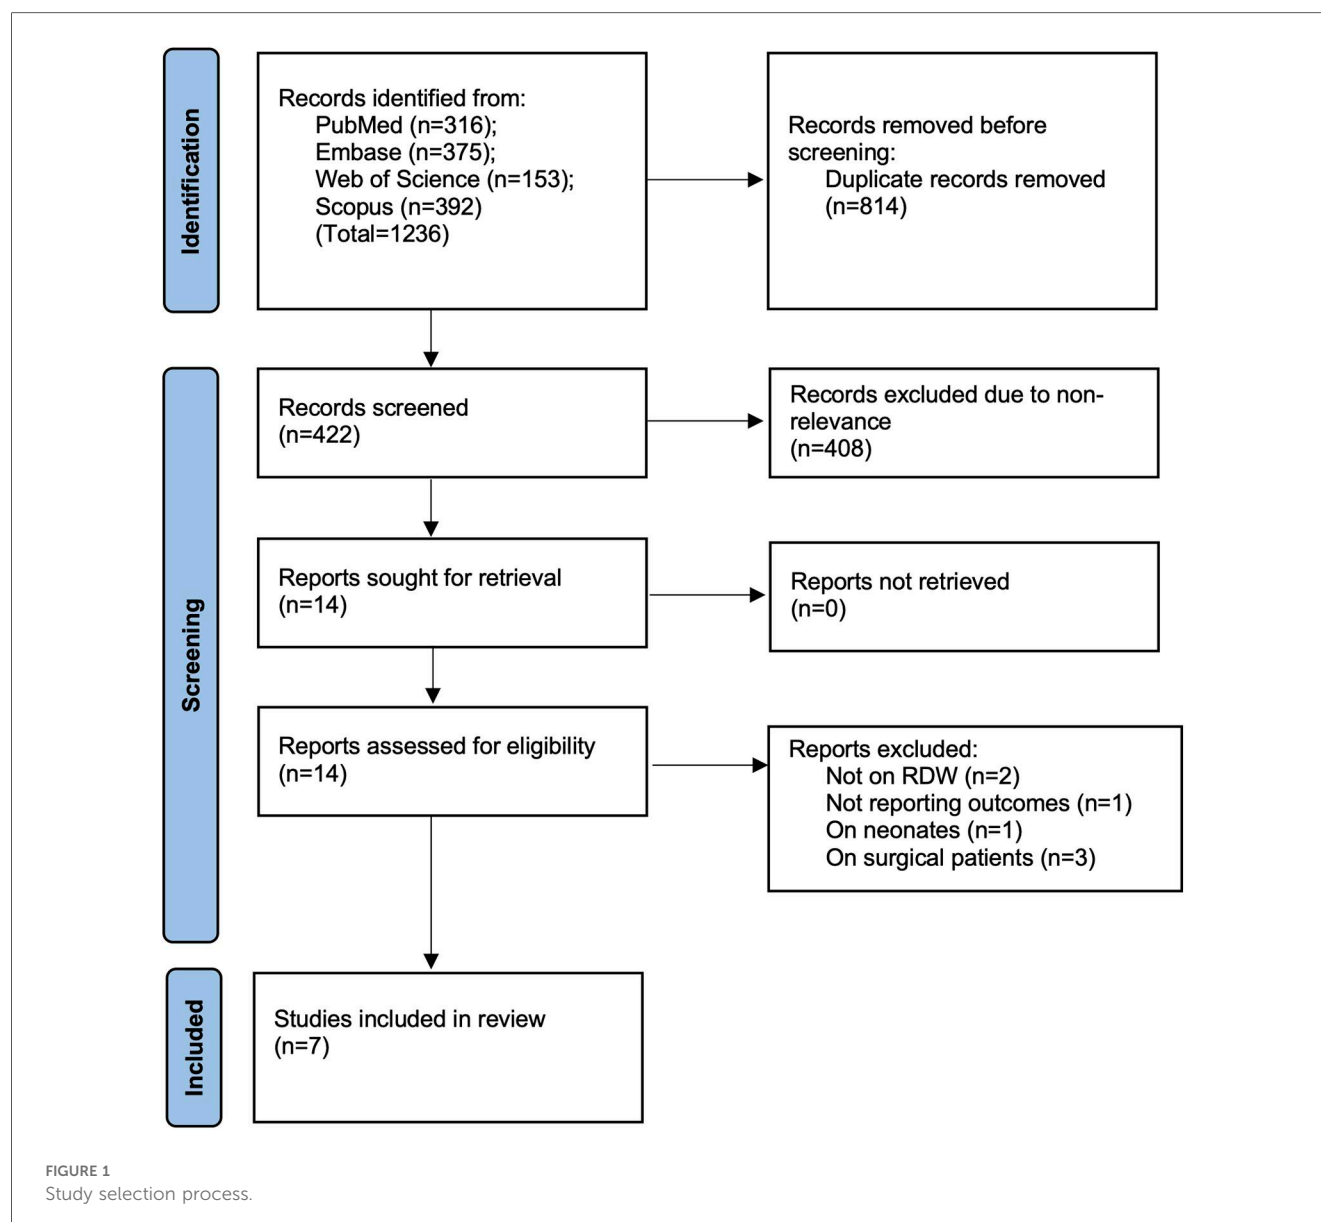 Identification
Records identified from:
PubMed (n=316);
Embase (n=375);
Web of Science (n=153);
Scopus (n=392)
(Total=1236)
Records removed before
screening:
Duplicate records removed
(n=814)
Screening
Records screened
(n=422)
Records excluded due to non-
relevance
(n=408)
Reports sought for retrieval
(n=14)
Reports not retrieved
(n=0)
Reports assessed for eligibility
(n=14)
Reports excluded:
Not on RDW (n=2)
Not reporting outcomes (n=1)
On neonates (n=1)
On surgical patients (n=3)
Included
Studies included in review
(n=7)
FIGURE 1
Study selection process.